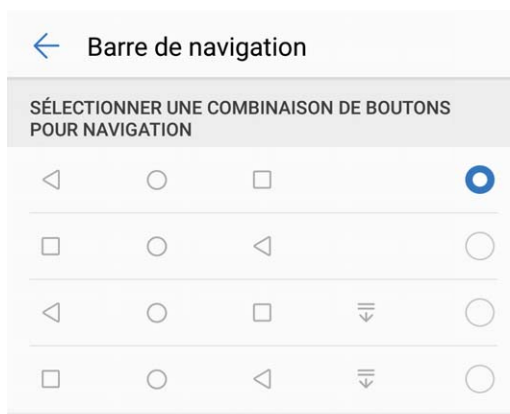 Barre de navigation
SÉLECTIONNER UNE COMBINAISON DE BOUTONS
POUR NAVIGATION